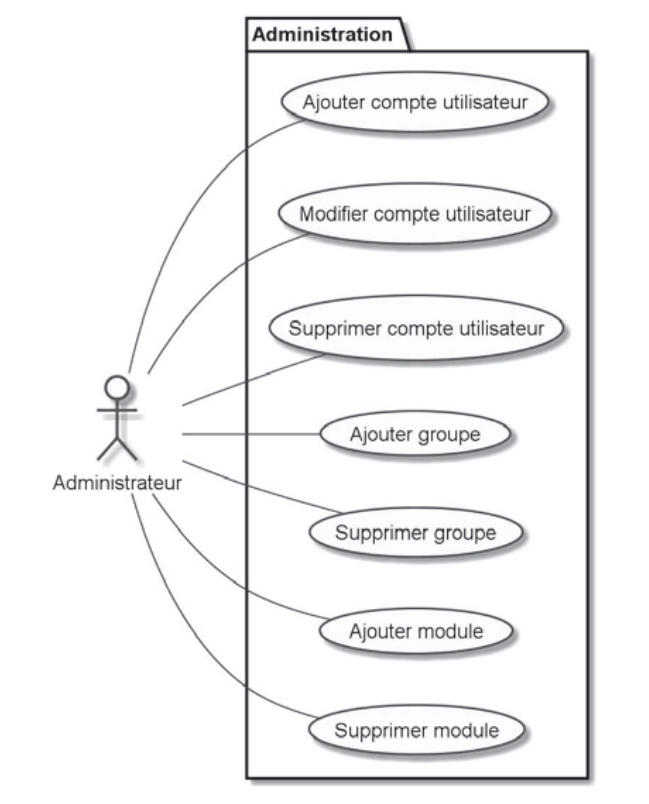 Administration
Ajouter compte utilisateur
Modifier compte utilisateur
Supprimer compte utilisateur
Ajouter groupe
Administrateur
Supprimer groupe
Ajouter module
Supprimer module